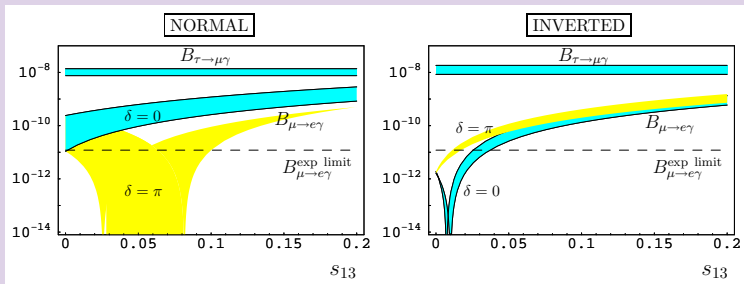 NORMAL
B_{τ→μγ}
10^{-8}
δ = 0
10^{-10}
B_{μ→eγ}
B^{exp limit}_{μ→eγ}
10^{-12}
δ = π
10^{-14}
0 0.05 0.1 0.15 0.2
s_{13}
INVERTED
B_{τ→μγ}
10^{-8}
δ = π
10^{-10}
B_{μ→eγ}
B^{exp limit}_{μ→eγ}
10^{-12}
δ = 0
10^{-14}
0 0.05 0.1 0.15 0.2
s_{13}